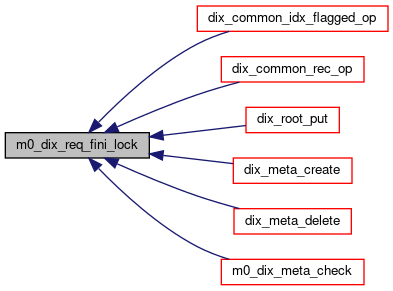 dix_common_idx_flagged_op
dix_common_rec_op
dix_root_put
m0_dix_req_fini_lock
dix_meta_create
dix_meta_delete
m0_dix_meta_check